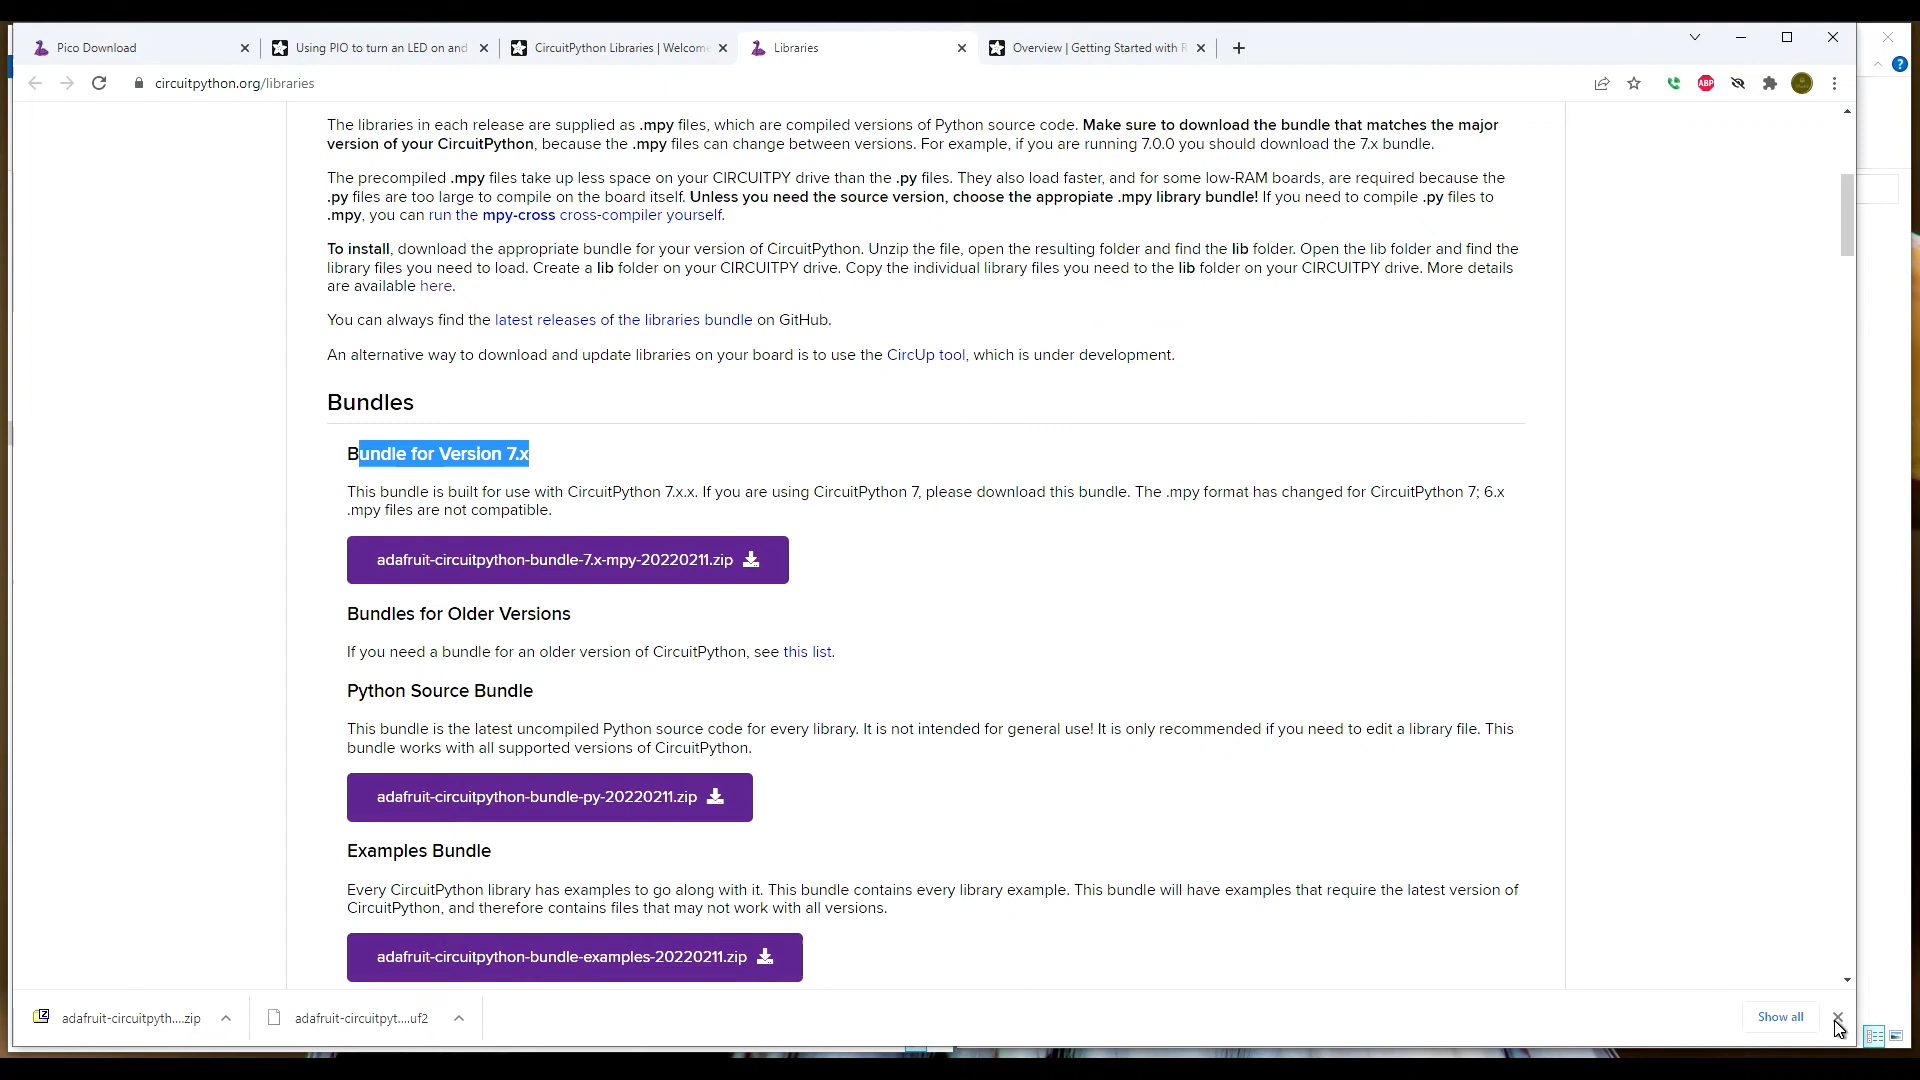 Pico Download
Using PIO to turn an LED on and
CircuitPython Libraries | Welcome
Libraries
Overview | Getting Started with R
circuitpython.org/libraries
ABP
?
The libraries in each release are supplied as .mpy files, which are compiled versions of Python source code. Make sure to download the bundle that matches the major
version of your CircuitPython, because the .mpy files can change between versions. For example, if you are running 7.0.0 you should download the 7.x bundle.
The precompiled .mpy files take up less space on your CIRCUITPY drive than the .py files. They also load faster, and for some low-RAM boards, are required because the
.py files are too large to compile on the board itself. Unless you need the source version, choose the appropiate .mpy library bundle! If you need to compile .py files to
.mpy, you can run the mpy-cross cross-compiler yourself.
To install, download the appropriate bundle for your version of CircuitPython. Unzip the file, open the resulting folder and find the lib folder. Open the lib folder and find the
library files you need to load. Create a lib folder on your CIRCUITPY drive. Copy the individual library files you need to the lib folder on your CIRCUITPY drive. More details
are available here.
You can always find the latest releases of the libraries bundle on GitHub.
An alternative way to download and update libraries on your board is to use the CircUp tool, which is under development.
Bundles
Bundle for Version 7.x
This bundle is built for use with CircuitPython 7.x.x. If you are using CircuitPython 7, please download this bundle. The .mpy format has changed for CircuitPython 7; 6.x
.mpy files are not compatible.
adafruit-circuitpython-bundle-7.x-mpy-20220211.zip
Bundles for Older Versions
If you need a bundle for an older version of CircuitPython, see this list.
Python Source Bundle
This bundle is the latest uncompiled Python source code for every library. It is not intended for general use! It is only recommended if you need to edit a library file. This
bundle works with all supported versions of CircuitPython.
adafruit-circuitpython-bundle-py-20220211.zip
Examples Bundle
Every CircuitPython library has examples to go along with it. This bundle contains every library example. This bundle will have examples that require the latest version of
CircuitPython, and therefore contains files that may not work with all versions.
adafruit-circuitpython-bundle-examples-20220211.zip
adafruit-circuitpyth....zip
adafruit-circuitpyt....uf2
Show all